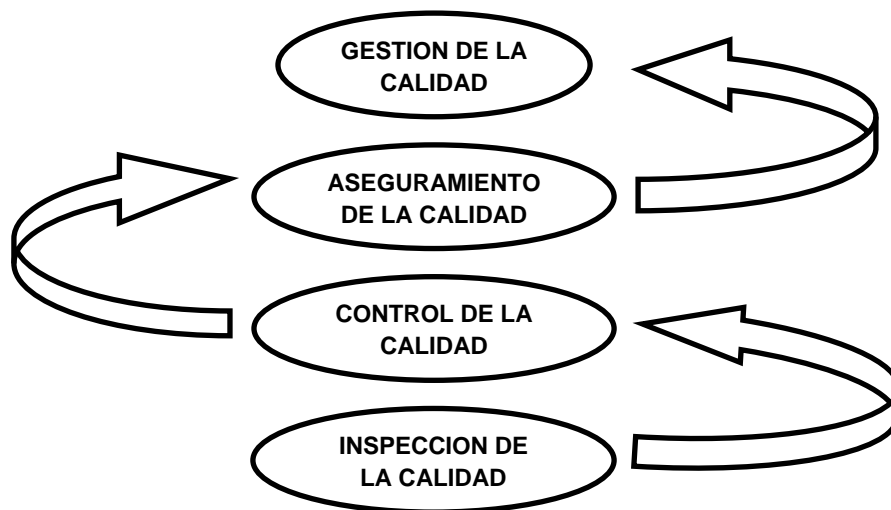 GESTION DE LA
CALIDAD
ASEGURAMIENTO
DE LA CALIDAD
CONTROL DE LA
CALIDAD
INSPECCION DE
LA CALIDAD